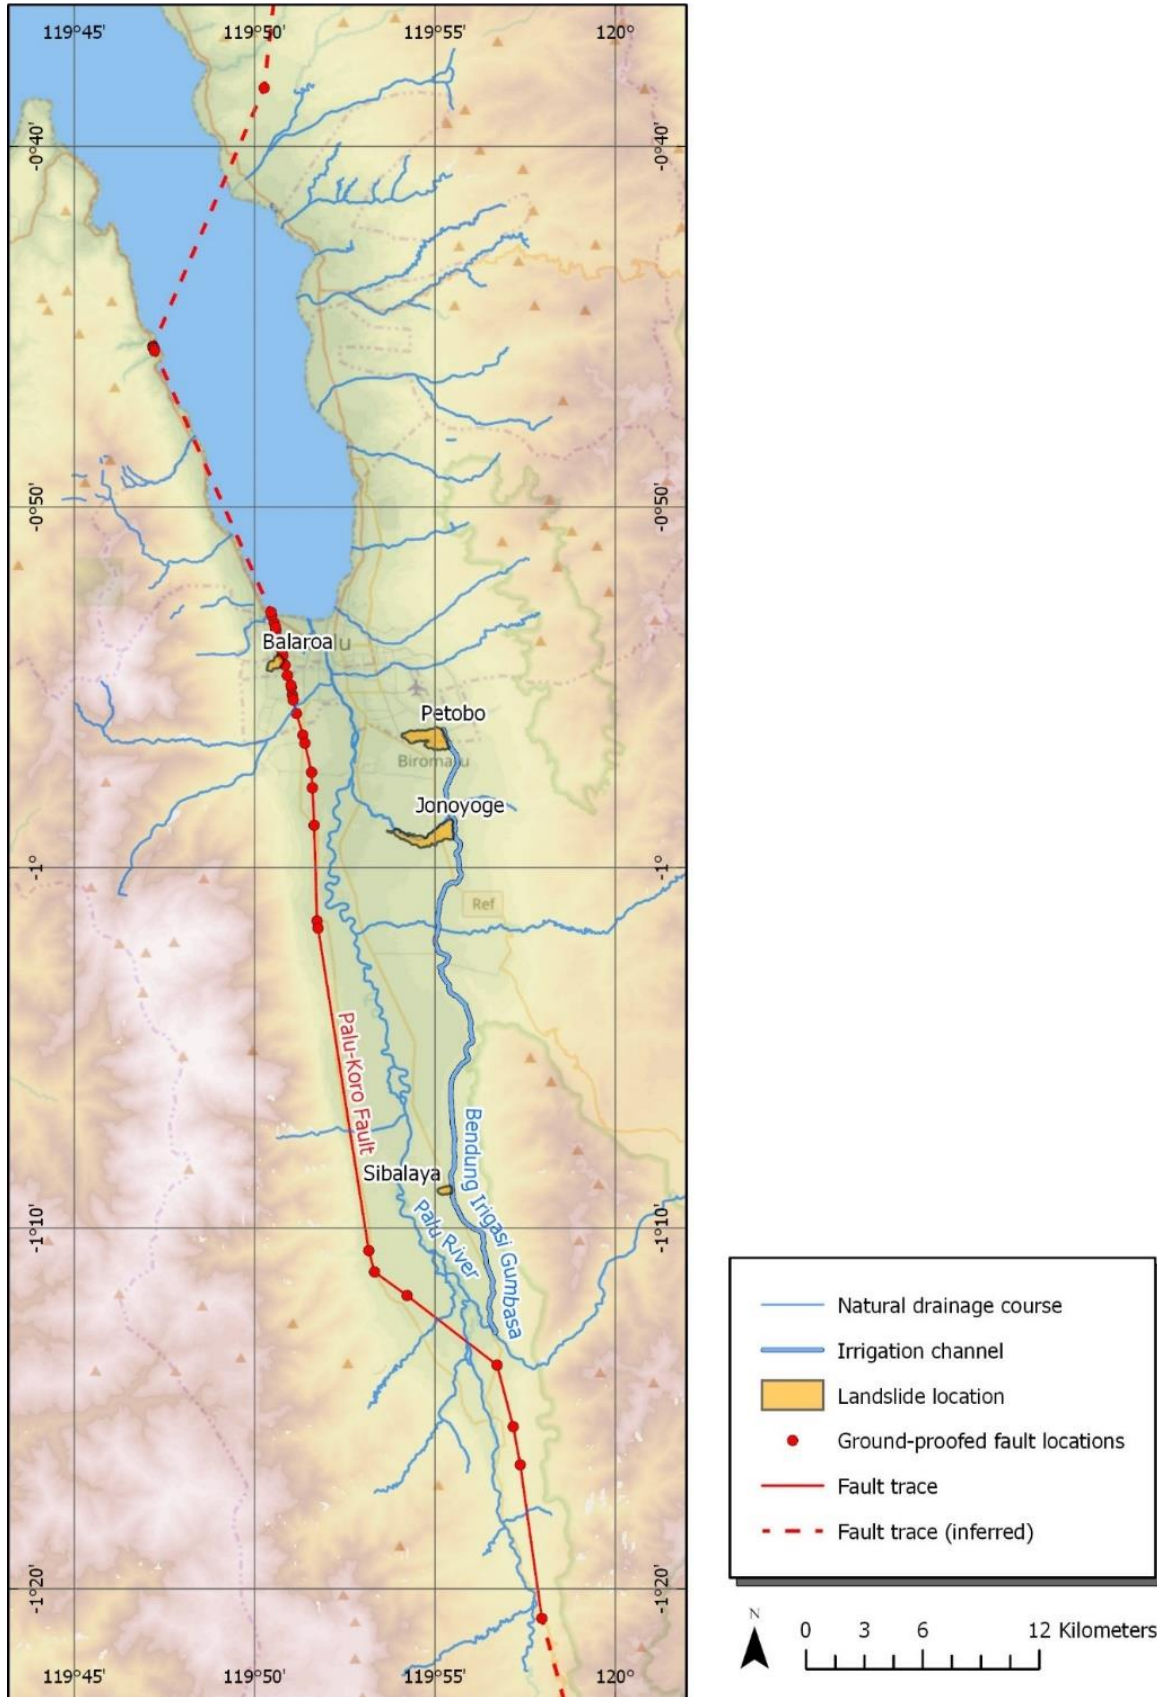 119°45' 119°50' 119°55' 120°
-0°40' -0°40'
-0°50' -0°50'
Balaroa
Petobo
Jonoyoge
-1° -1°
Ref
Palu-Koro Fault
Bendung Irigasi Gumbasa
Sibalaya
Palu River
-1°10' -1°10'
-1°20' -1°20'
119°45' 119°50' 119°55' 120°
Natural drainage course
Irrigation channel
Landslide location
Ground-proofed fault locations
Fault trace
Fault trace (inferred)
N
0 3 6 12 Kilometers